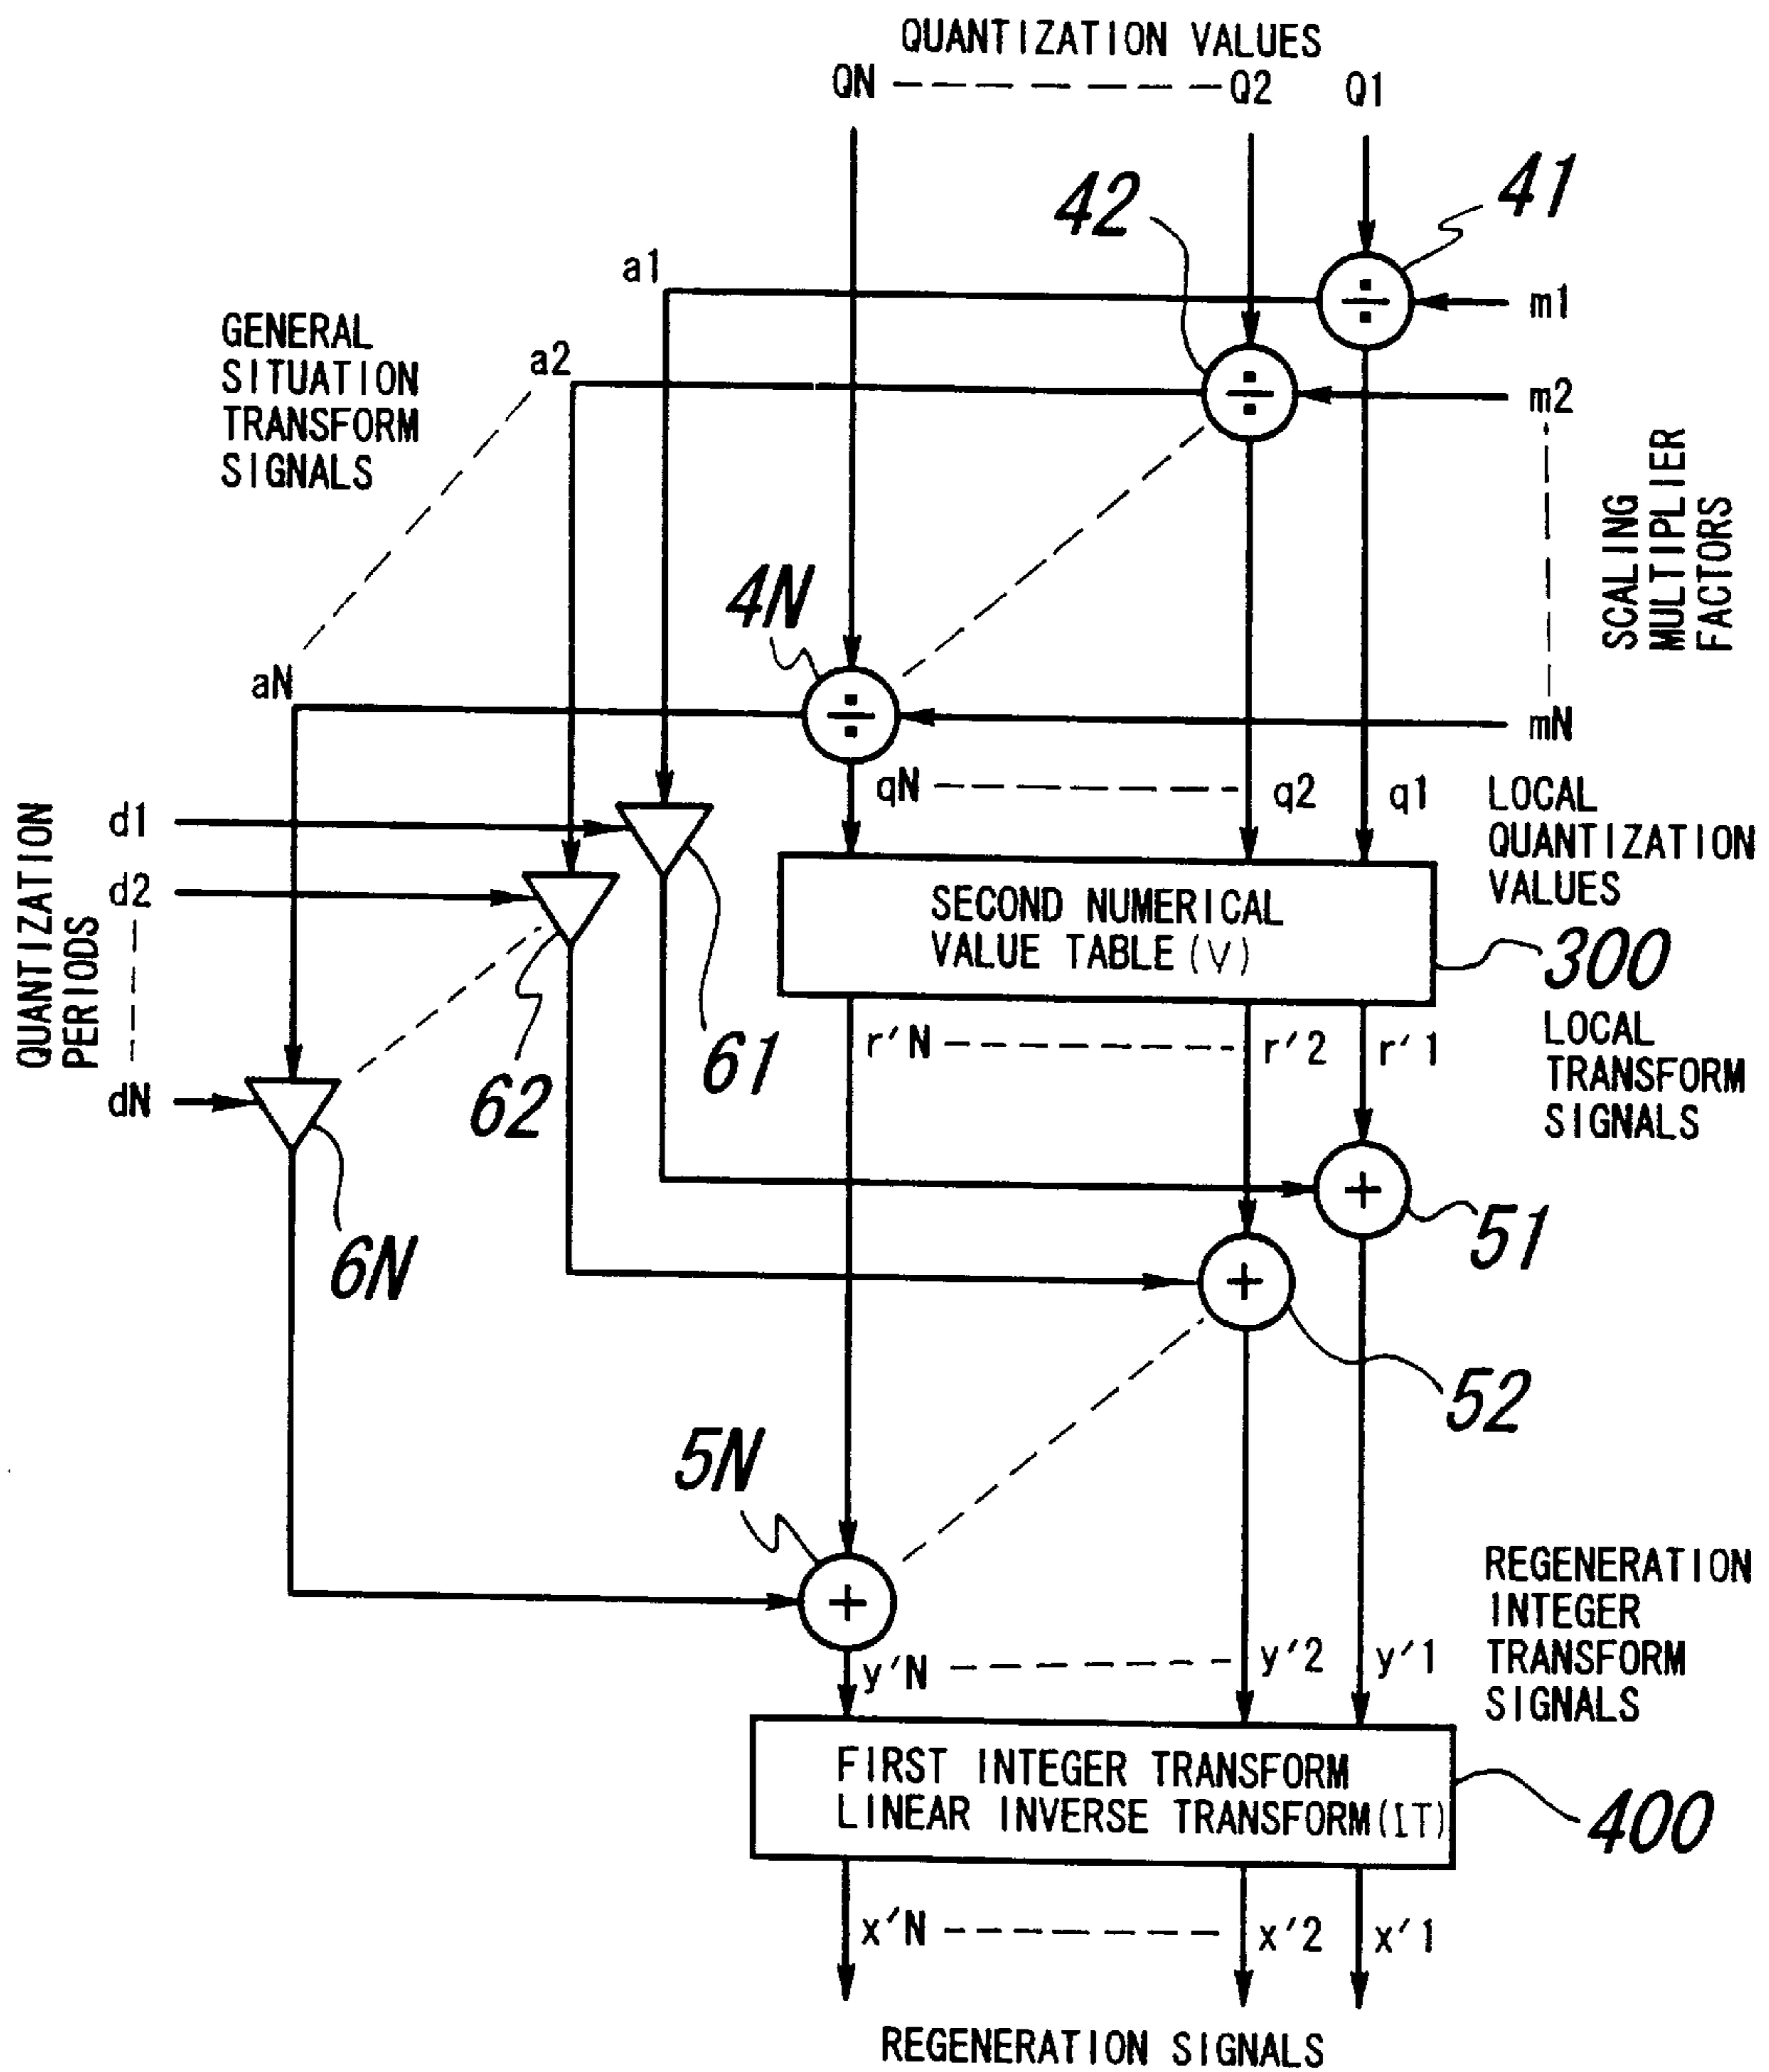 QUANTIZATION VALUES
QN Q2 Q1
42
41
a1
m1
GENERAL
SITUATION
TRANSFORM
SIGNALS
a2
m2
SCALING
MULTIPLIER
FACTORS
4N
aN
mN
qN q2 q1
LOCAL
QUANTIZATION
VALUES
QUANTIZATION
PERIODS
d1
d2
dN
SECOND NUMERICAL
VALUE TABLE (V)
300
62
61
r'N r'2 r'1
LOCAL
TRANSFORM
SIGNALS
+
51
6N
+
52
5N
+
REGENERATION
INTEGER
TRANSFORM
SIGNALS
y'N y'2 y'1
FIRST INTEGER TRANSFORM
LINEAR INVERSE TRANSFORM (IT)
400
x'N x'2 x'1
REGENERATION SIGNALS